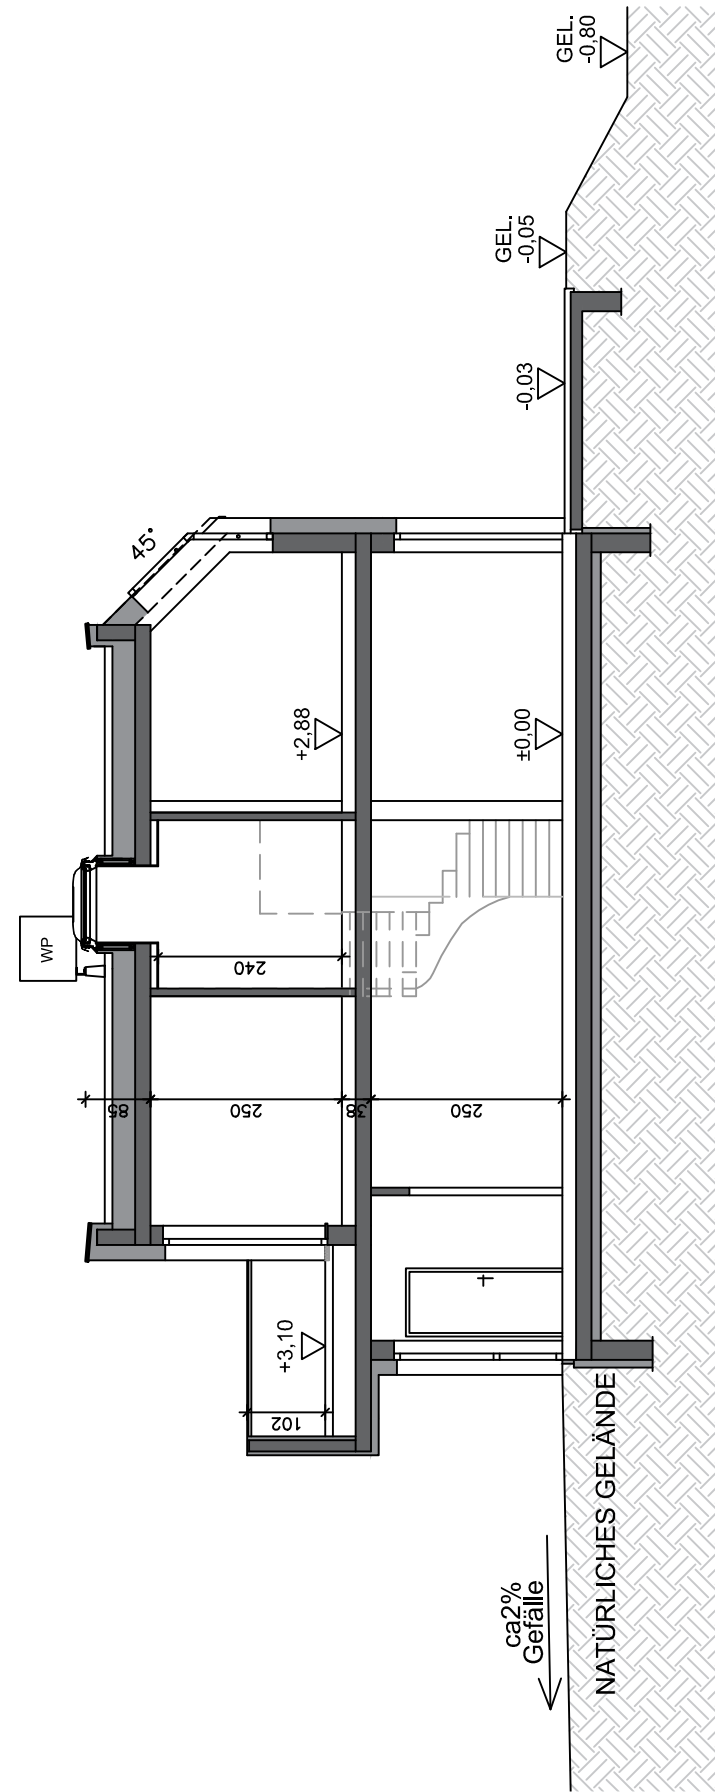 GEL.
-0,80
GEL.
-0,05
-0,03
45°
+2,88
±0,00
WP
240
85
250
38
250
+3,10
102
ca2%
Gefälle
NATÜRLICHES GELÄNDE